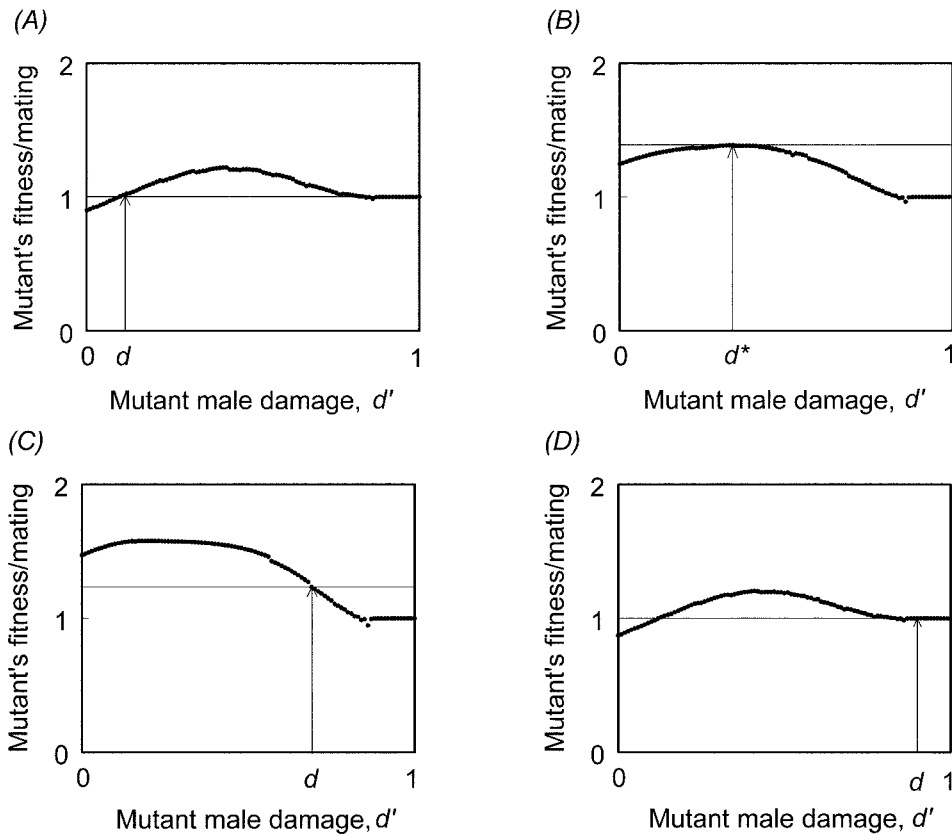 (A)
2
1
0
0 d 1
Mutant's fitness/mating
Mutant male damage, d'
(B)
2
1
0
0 d* 1
Mutant's fitness/mating
Mutant male damage, d'
(C)
2
1
0
0 d 1
Mutant's fitness/mating
Mutant male damage, d'
(D)
2
1
0
0 d 1
Mutant's fitness/mating
Mutant male damage, d'